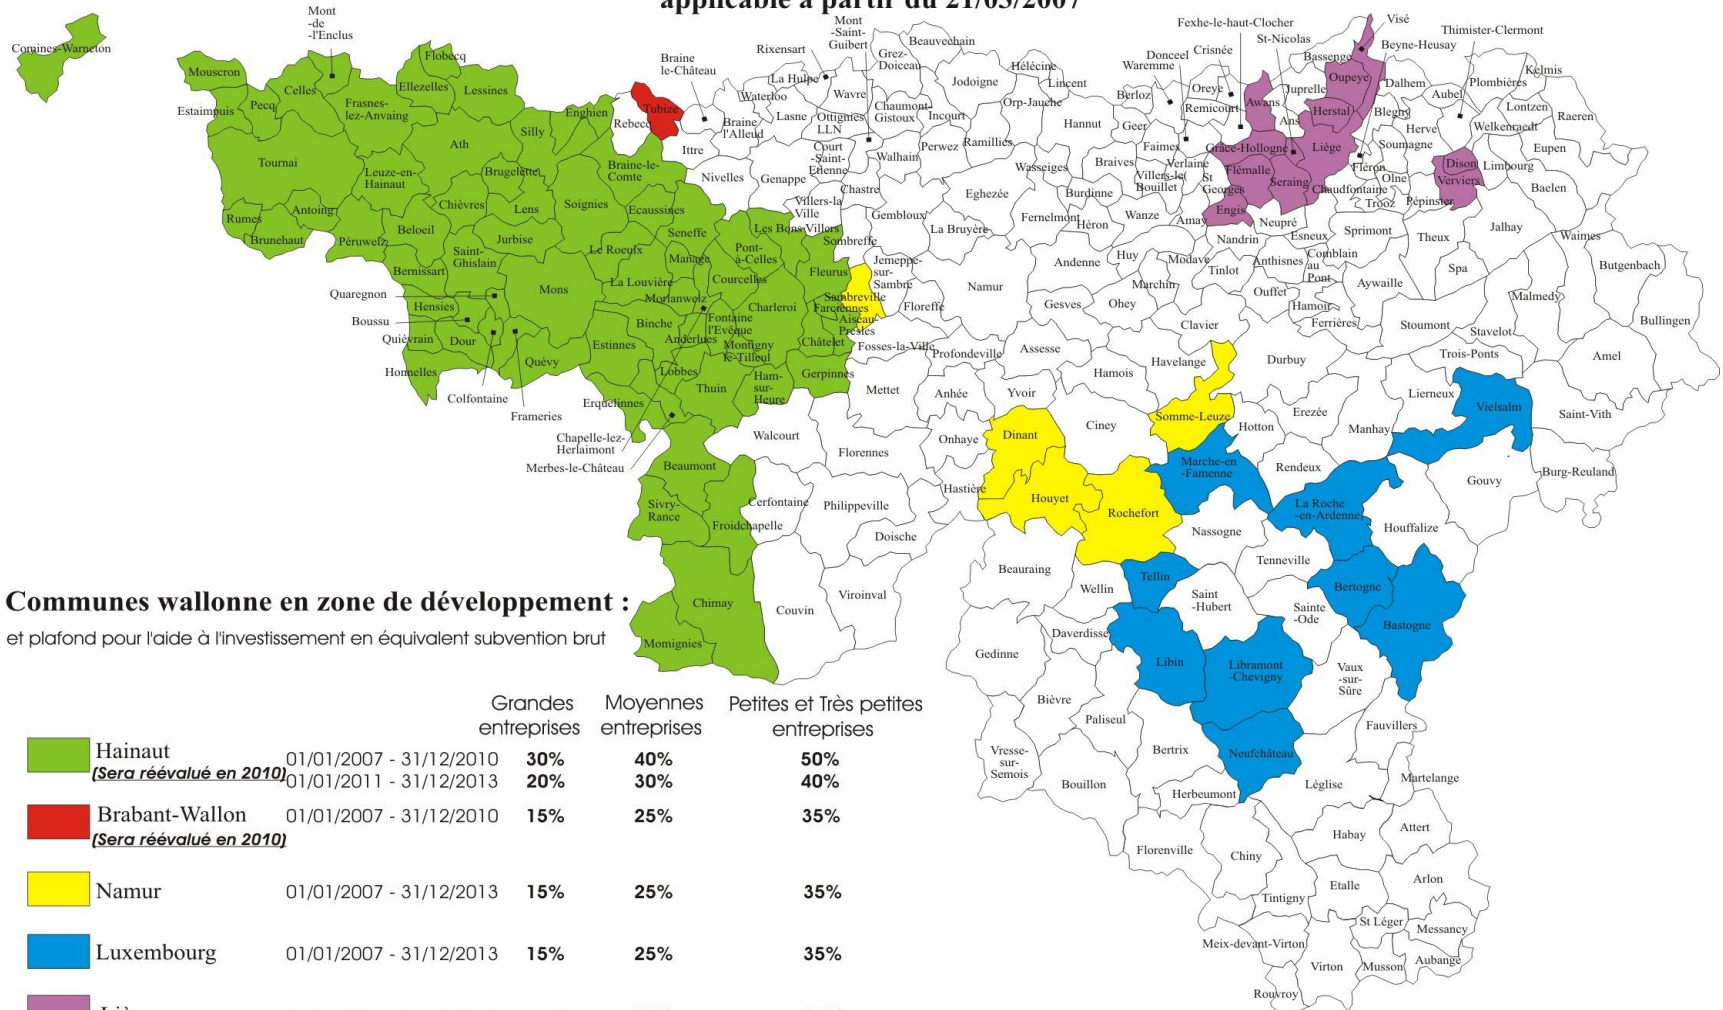 applicable à partir du 21/03/2007
Comines-Warneton
Mont
-de
-l'Enclus
Mouscron
Estaimpuis
Pecq
Celles
Flobecq
Ellezelles
Lessines
Frasnes-
lez-Anvaing
Enghien
Silly
Ath
Tournai
Leuze-en-
Hainaut
Brugelette
Chièvres
Lens
Soignies
Braine-le-
Comte
Ecaussines
Rumes
Antoing
Brunehaut
Péruwelz
Beloeil
Jurbise
Saint-
Ghislain
Bernissart
Le Roeulx
Seneffe
Manage
Les Bons Villers
Pont-
à-Celles
Courcelles
Fleurus
Quaregnon
Boussu
Hensies
Quiévrain
Dour
Honnelles
Mons
La Louvière
Morlanwelz
Charleroi
Farciennes
Aiseau-
Presles
Binche
Fontaine
l'Evêque
Anderlues
Montigny
le-Tilleul
Châtelet
Estinnes
Quévy
Lobbes
Thuin
Ham-
sur-
Heure
Gerpinnes
Colfontaine
Frameries
Erquelinnes
Chapelle-lez-
Herlaimont
Merbes-le-Château
Beaumont
Sivry-
Rance
Froidchapelle
Chimay
Momignies
Tubize
Rebecq
Braine
le-Château
Ittre
Braine
l'Alleud
Waterloo
La Hulpe
Rixensart
Lasne
Nivelles
Genappe
Mont
-Saint-
Guibert
Wavre
Ottignies
LLN
Court
-Saint-
Etienne
Villers-la
Ville
Grez-
Doiceau
Beauvechain
Chaumont-
Gistoux
Incourt
Walhain
Chastre
Perwez
Jodoigne
Hélécine
Orp-Jauche
Ramillies
Lincent
Hannut
Wasseiges
Eghezée
Gembloux
Sombreffe
La Bruyère
Fernelmont
Jemeppe-
sur-
Sambre
Sambreville
Floreffe
Namur
Andenne
Gesves
Ohey
Fosses-la-Ville
Profondeville
Assesse
Mettet
Anhée
Yvoir
Hamois
Havelange
Walcourt
Florennes
Onhaye
Dinant
Ciney
Somme-Leuze
Cerfontaine
Philippeville
Hastière
Houyet
Rochefort
Doische
Couvin
Viroinval
Beauraing
Gedinne
Bièvre
Vresse-
sur-
Semois
Fexhe-le-haut-Clocher
Donceel
Waremme
Crisnée
St-Nicolas
Visé
Bassenge
Beyne-Heusay
Thimister-Clermont
Berloz
Oreye
Remicourt
Awans
Juprelle
Oupeye
Dalhem
Aubel
Plombières
Kelmis
Geer
Faimes
Ans
Herstal
Blegny
Herve
Lontzen
Welkenraedt
Raeren
Braives
Verlaine
Villers-le
Bouillet
St
Georges
Grâce-Hollogne
Liège
Soumagne
Fléron
Olne
Dison
Verviers
Limbourg
Eupen
Baelen
Burdinne
Héron
Wanze
Amay
Flémalle
Seraing
Engis
Chaudfontaine
Trooz
Pépinster
Neupré
Nandrin
Esneux
Sprimont
Theux
Jalhay
Waimes
Huy
Modave
Marchin
Tinlot
Anthisnes
Comblain
au
Pont
Ouffet
Hamoir
Aywaille
Spa
Butgenbach
Malmedy
Clavier
Ferrières
Stoumont
Stavelot
Bullingen
Trois-Ponts
Amel
Lierneux
Saint-Vith
Burg-Reuland
Durbuy
Erezée
Hotton
Manhay
Vielsalm
Marche-en
-Famenne
Rendeux
La Roche
-en-Ardenne
Gouvy
Houffalize
Nassogne
Tenneville
Tellin
Wellin
Saint
-Hubert
Sainte
-Ode
Bertogne
Bastogne
Daverdisse
Libin
Libramont
-Chevigny
Vaux
-sur-
Sûre
Fauvillers
Paliseul
Bertrix
Neufchâteau
Bouillon
Herbeumont
Léglise
Martelange
Florenville
Chiny
Habay
Attert
Tintigny
Etalle
Arlon
Meix-devant-Virton
St Léger
Messancy
Virton
Musson
Aubange
Rouvroy
Communes wallonne en zone de développement :
et plafond pour l'aide à l'investissement en équivalent subvention brut
Grandes entreprises Moyennes entreprises Petites et Très petites entreprises
Hainaut 01/01/2007 - 31/12/2010 30% 40% 50%
(Sera réévalué en 2010) 01/01/2011 - 31/12/2013 20% 30% 40%
Brabant-Wallon 01/01/2007 - 31/12/2010 15% 25% 35%
(Sera réévalué en 2010)
Namur 01/01/2007 - 31/12/2013 15% 25% 35%
Luxembourg 01/01/2007 - 31/12/2013 15% 25% 35%